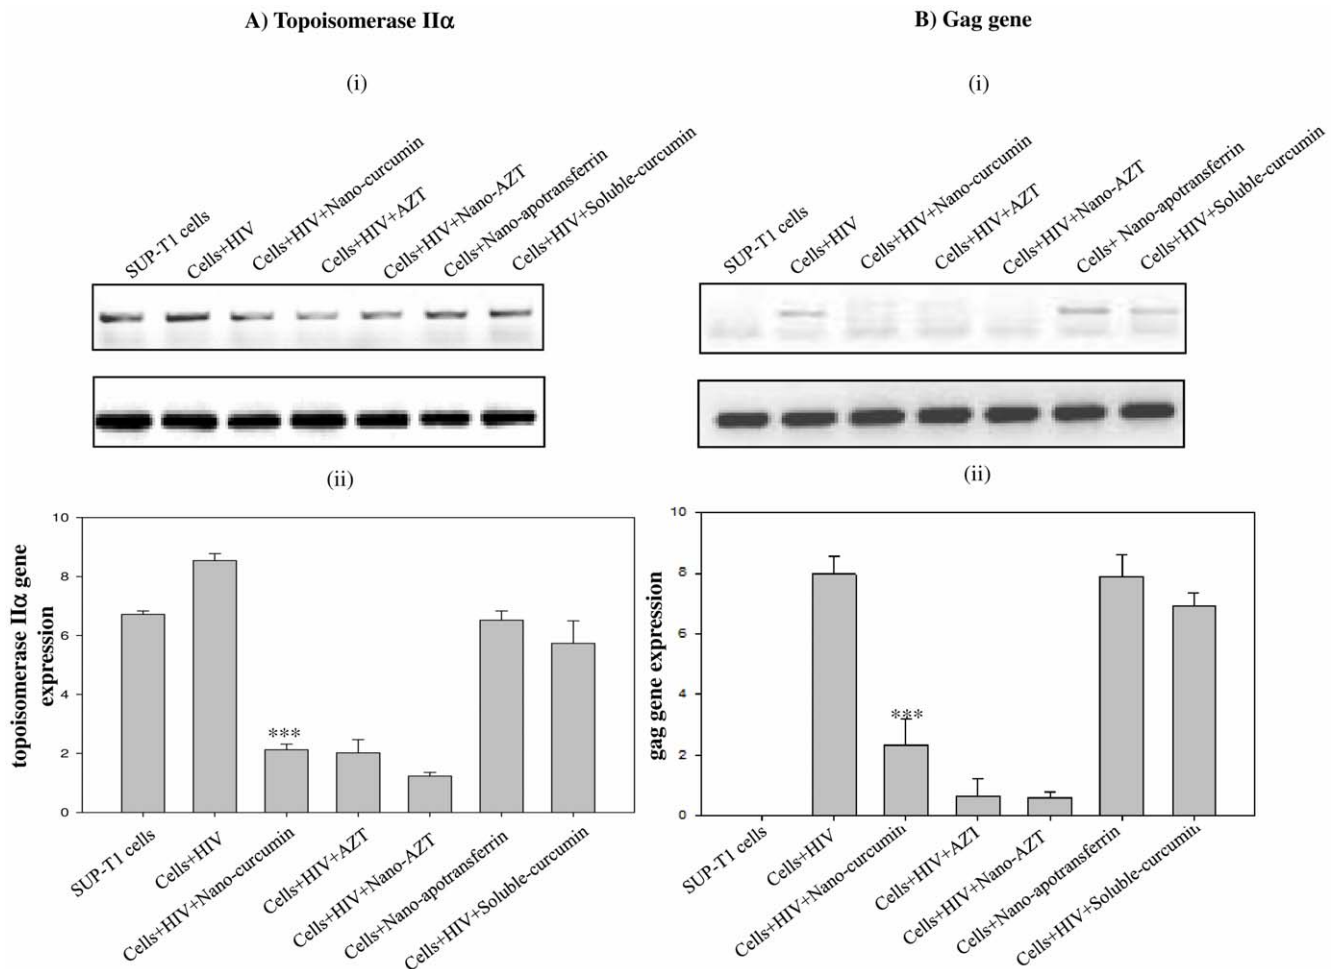 A) Topoisomerase IIα
(i)
SUP-T1 cells
Cells+HIV
Cells+HIV+Nano-curcumin
Cells+HIV+AZT
Cells+HIV+Nano-AZT
Cells+Nano-apotransferrin
Cells+HIV+Soluble-curcumin
(ii)
topoisomerase IIα gene
expression
10
8
6
4
2
0
***
SUP-T1 cells
Cells+HIV
Cells+HIV+Nano-curcumin
Cells+HIV+AZT
Cells+HIV+Nano-AZT
Cells+Nano-apotransferrin
Cells+HIV+Soluble-curcumin
B) Gag gene
(i)
SUP-T1 cells
Cells+HIV
Cells+HIV+Nano-curcumin
Cells+HIV+AZT
Cells+HIV+Nano-AZT
Cells+ Nano-apotransferrin
Cells+HIV+Soluble-curcumin
(ii)
gag gene expression
10
8
6
4
2
0
***
SUP-T1 cells
Cells+HIV
Cells+HIV+Nano-curcumin
Cells+HIV+AZT
Cells+HIV+Nano-AZT
Cells+Nano-apotransferrin
Cells+HIV+Soluble-curcumin